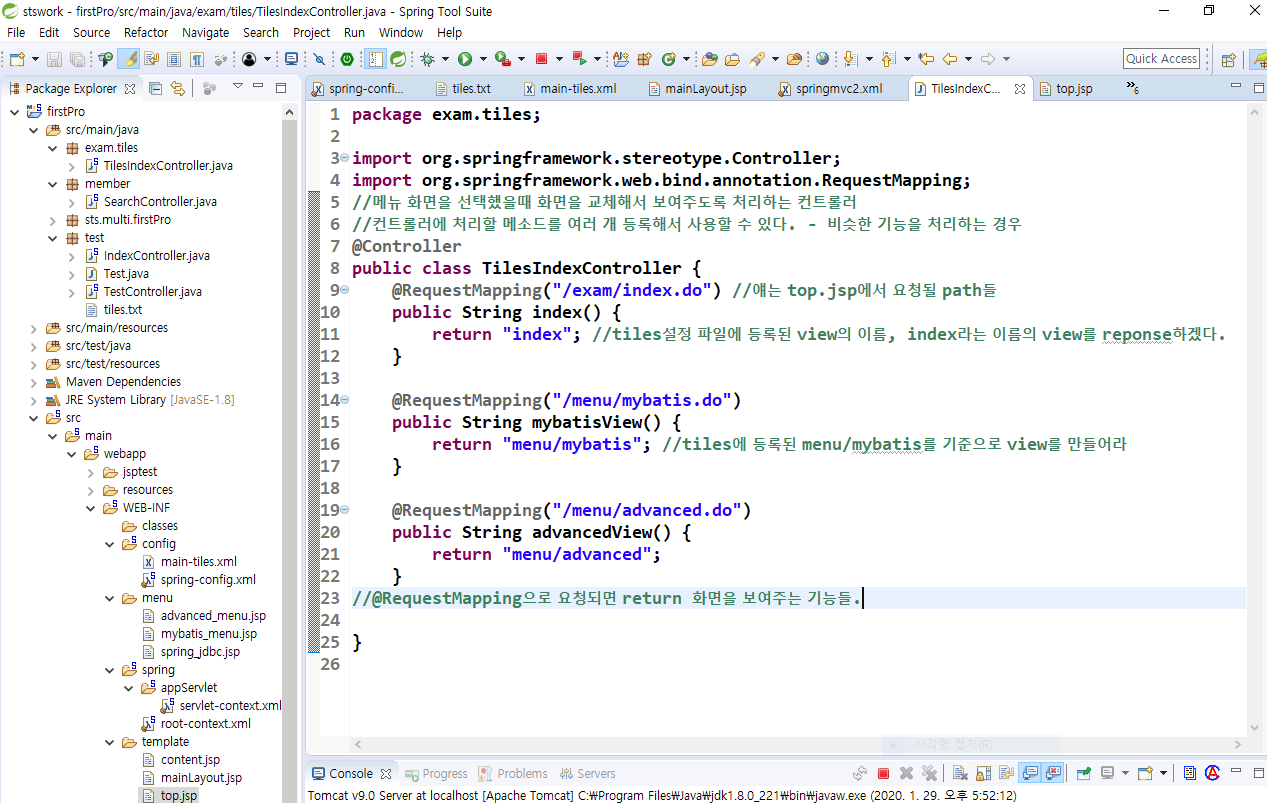 stswork - firstPro/src/main/java/exam/tiles/TilesIndexController.java - Spring Tool Suite
File Edit Source Refactor Navigate Search Project Run Window Help
Quick Access
Package Explorer
firstPro
src/main/java
exam.tiles
TilesIndexController.java
member
SearchController.java
sts.multi.firstPro
test
IndexController.java
Test.java
TestController.java
tiles.txt
src/main/resources
src/test/java
src/test/resources
Maven Dependencies
JRE System Library [JavaSE-1.8]
src
main
webapp
jsptest
resources
WEB-INF
classes
config
main-tiles.xml
spring-config.xml
menu
advanced_menu.jsp
mybatis_menu.jsp
spring_jdbc.jsp
spring
appServlet
servlet-context.xml
root-context.xml
template
content.jsp
mainLayout.jsp
top.jsp
spring-confi... tiles.txt main-tiles.xml mainLayout.jsp springmvc2.xml TilesIndexC... top.jsp »6
1 package exam.tiles;
2
3 import org.springframework.stereotype.Controller;
4 import org.springframework.web.bind.annotation.RequestMapping;
5 //메뉴 화면을 선택했을때 화면을 교체해서 보여주도록 처리하는 컨트롤러
6 //컨트롤러에 처리할 메소드를 여러 개 등록해서 사용할 수 있다. - 비슷한 기능을 처리하는 경우
7 @Controller
8 public class TilesIndexController {
9 @RequestMapping("/exam/index.do") //얘는 top.jsp에서 요청될 path들
10 public String index() {
11 return "index"; //tiles설정 파일에 등록된 view의 이름, index라는 이름의 view를 reponse하겠다.
12 }
13
14 @RequestMapping("/menu/mybatis.do")
15 public String mybatisView() {
16 return "menu/mybatis"; //tiles에 등록된 menu/mybatis를 기준으로 view를 만들어라
17 }
18
19 @RequestMapping("/menu/advanced.do")
20 public String advancedView() {
21 return "menu/advanced";
22 }
23 //@RequestMapping으로 요청되면 return 화면을 보여주는 기능들.
24
25 }
26
사각형 캡처(R)
Console Progress Problems Servers
Tomcat v9.0 Server at localhost [Apache Tomcat] C:₩Program Files₩Java₩jdk1.8.0_221₩bin₩javaw.exe (2020. 1. 29. 오후 5:52:12)